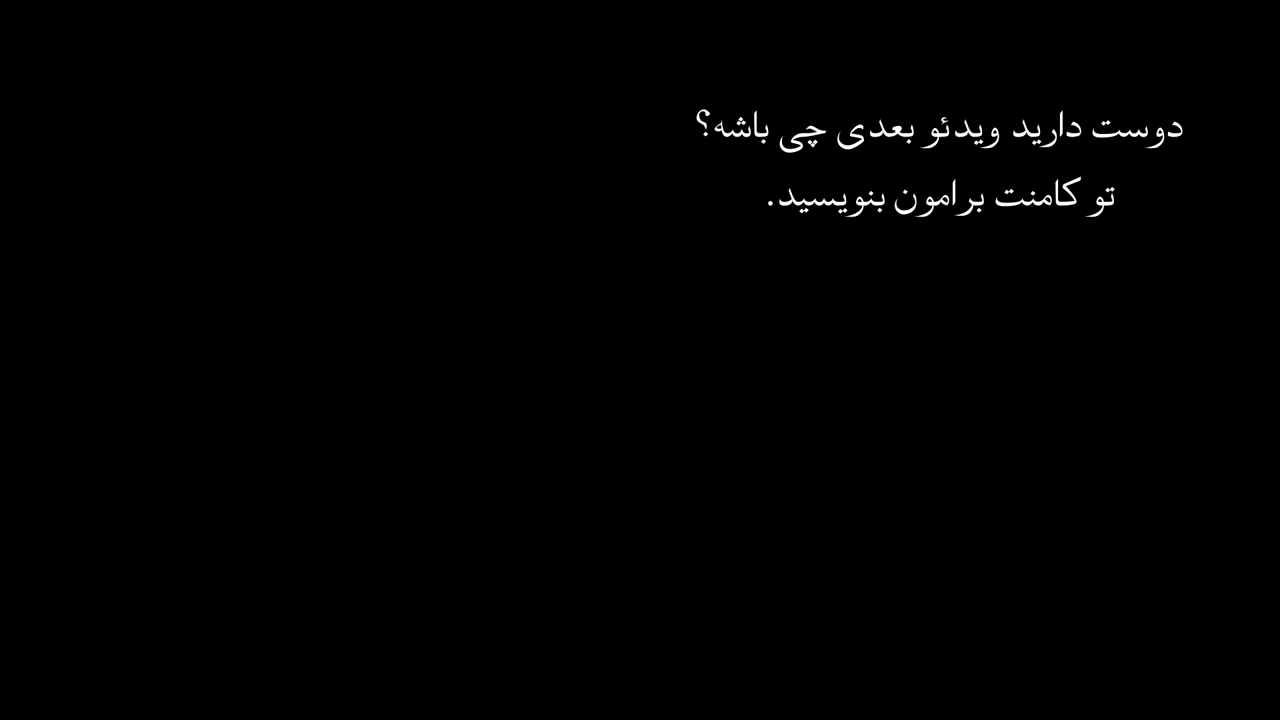 دوست دارید ویدئو بعدی چی باشه؟
تو کامنت برامون بنویسید.